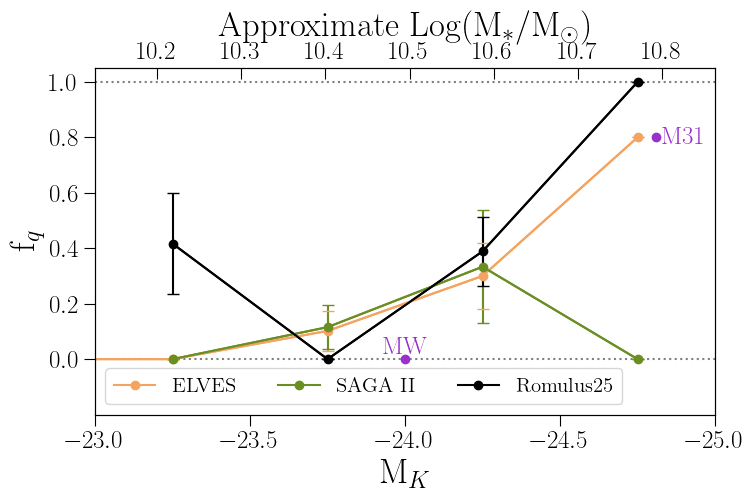 Approximate Log(M*/M☉)
10.2 10.3 10.4 10.5 10.6 10.7 10.8
1.0
0.8
0.6
0.4
0.2
0.0
f_q
M31
MW
ELVES SAGA II Romulus25
−23.0 −23.5 −24.0 −24.5 −25.0
M_K